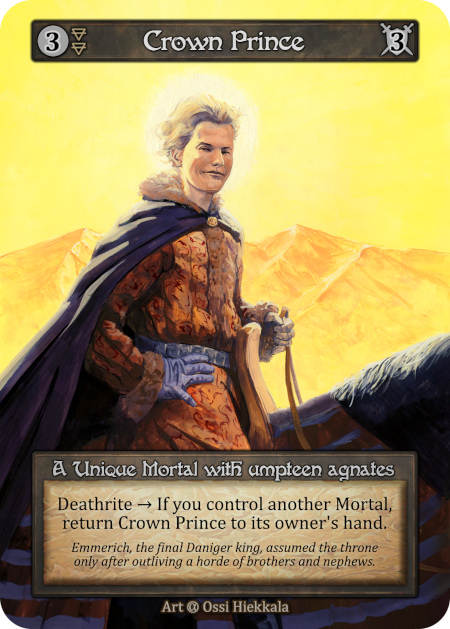 3 Crown Prince 3
A Unique Mortal with umpteen agnates
Deathrite → If you control another Mortal,
return Crown Prince to its owner's hand.
Emmerich, the final Daniger king, assumed the throne
only after outliving a horde of brothers and nephews.
Art @ Ossi Hiekkala